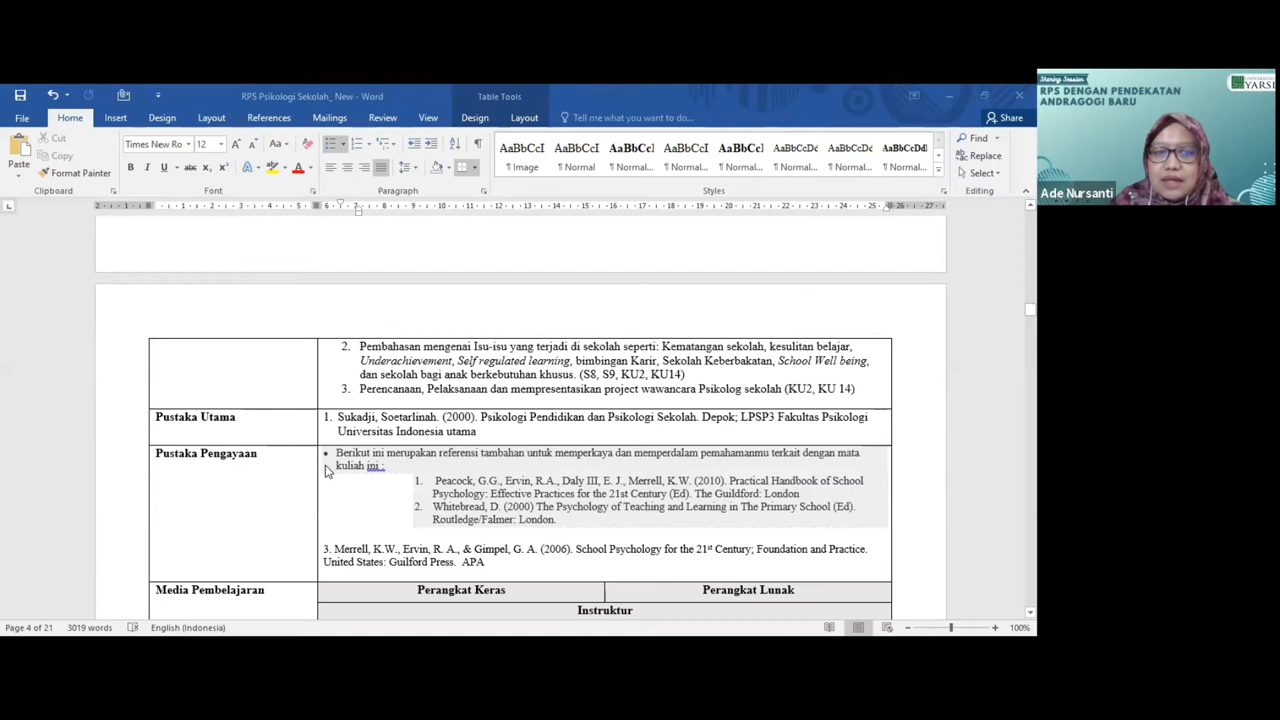 RPS Psikologi Sekolah_ New - Word
Table Tools
File
Home
Insert
Design
Layout
References
Mailings
Review
View
Design
Layout
Tell me what you want to do...
Share
Paste
Cut
Copy
Format Painter
Clipboard
Times New Ro
12
Font
Paragraph
AaBbCcI
¶ Image
AaBbCcI
¶ Normal
AaBbCcI
¶ Normal
AaBbCcI
¶ Normal
AaBbCcI
¶ Normal
AaBbCcDc
¶ Normal
AaBbCcDd
¶ Normal
Styles
Find
Replace
Select
Editing
2. Pembahasan mengenai Isu-isu yang terjadi di sekolah seperti: Kematangan sekolah, kesulitan belajar,
Underachievement, Self regulated learning, bimbingan Karir, Sekolah Keberbakatan, School Well being,
dan sekolah bagi anak berkebutuhan khusus. (S8, S9, KU2, KU14)
3. Perencanaan, Pelaksanaan dan mempresentasikan project wawancara Psikolog sekolah (KU2, KU 14)
Pustaka Utama
1. Sukadji, Soetarlinah. (2000). Psikologi Pendidikan dan Psikologi Sekolah. Depok; LPSP3 Fakultas Psikologi
Universitas Indonesia utama
Pustaka Pengayaan
• Berikut ini merupakan referensi tambahan untuk memperkaya dan memperdalam pemahamanmu terkait dengan mata
kuliah ini :
1. Peacock, G.G., Ervin, R.A., Daly III, E. J., Merrell, K.W. (2010). Practical Handbook of School
Psychology: Effective Practices for the 21st Century (Ed). The Guildford: London
2. Whitebread, D. (2000) The Psychology of Teaching and Learning in The Primary School (Ed).
Routledge/Falmer: London.
3. Merrell, K.W., Ervin, R. A., & Gimpel, G. A. (2006). School Psychology for the 21st Century; Foundation and Practice.
United States: Guilford Press. APA
Media Pembelajaran
Perangkat Keras
Perangkat Lunak
Instruktur
Page 4 of 21
3019 words
English (Indonesia)
100%
Sharing Session
RPS DENGAN PENDEKATAN
ANDRAGOGI BARU
YARSI
Ade Nursanti